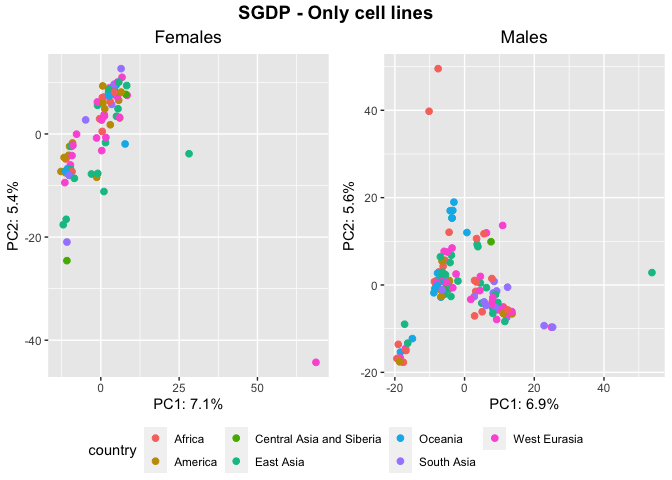 SGDP - Only cell lines
Females
Males
0
-20
-40
PC2: 5.4%
0
25
50
PC1: 7.1%
40
20
0
-20
PC2: 5.6%
-20
0
20
40
PC1: 6.9%
country
Africa
America
Central Asia and Siberia
East Asia
Oceania
South Asia
West Eurasia